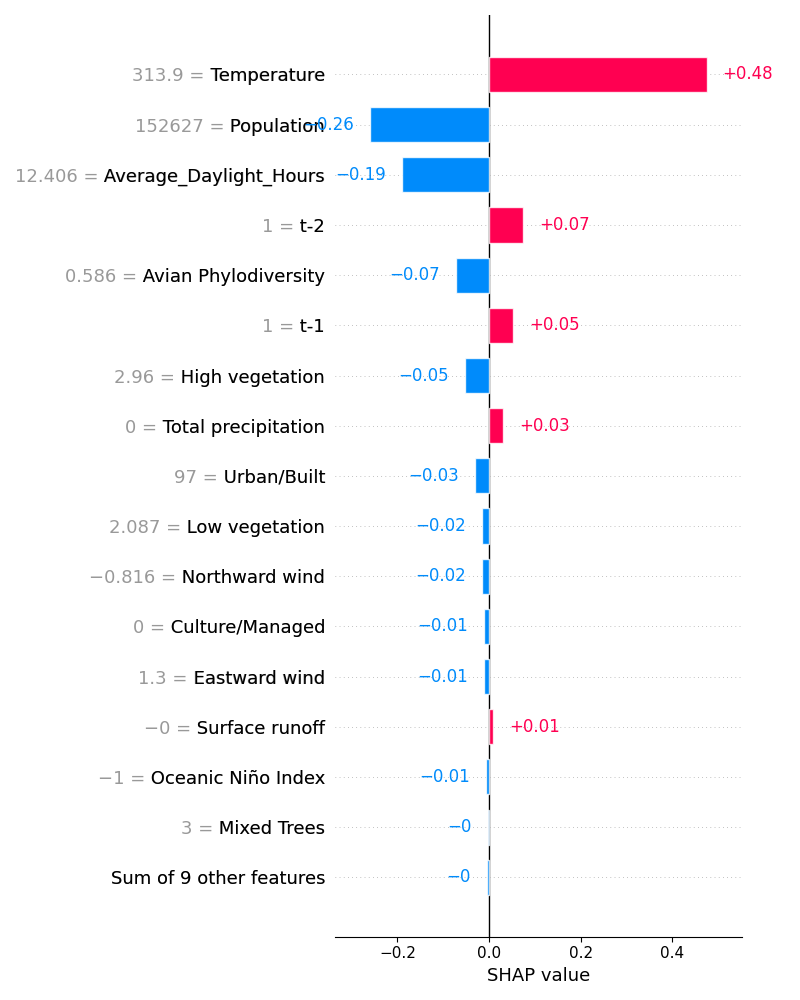 313.9 = Temperature +0.48
152627 = Population −0.26
12.406 = Average_Daylight_Hours −0.19
1 = t-2 +0.07
0.586 = Avian Phylodiversity −0.07
1 = t-1 +0.05
2.96 = High vegetation −0.05
0 = Total precipitation +0.03
97 = Urban/Built −0.03
2.087 = Low vegetation −0.02
−0.816 = Northward wind −0.02
0 = Culture/Managed −0.01
1.3 = Eastward wind −0.01
−0 = Surface runoff +0.01
−1 = Oceanic Niño Index −0.01
3 = Mixed Trees −0
Sum of 9 other features −0
−0.2 0.0 0.2 0.4
SHAP value